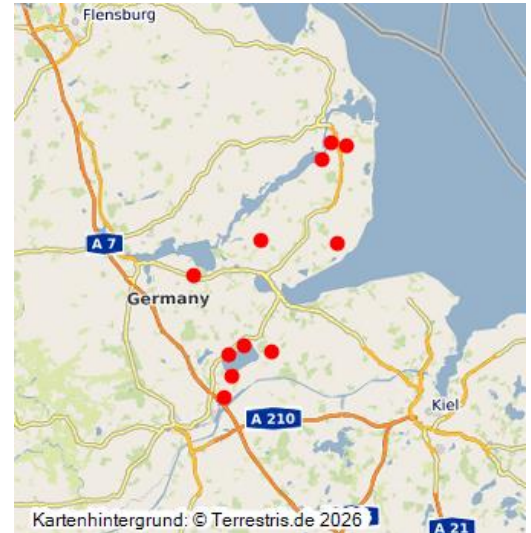 Flensburg
A 7
Germany
Kiel
A 210
A 21
Kartenhintergrund: © Terrestris.de 2026